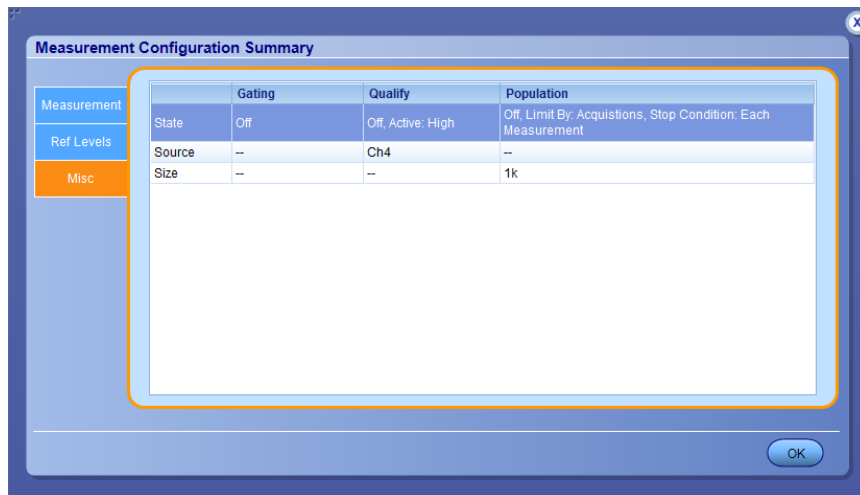 X
Measurement Configuration Summary
Measurement
Ref Levels
Misc
Gating Qualify Population
State Off Off, Active: High Off, Limit By: Acquistions, Stop Condition: Each
Measurement
Source -- Ch4 --
Size -- -- 1k
OK